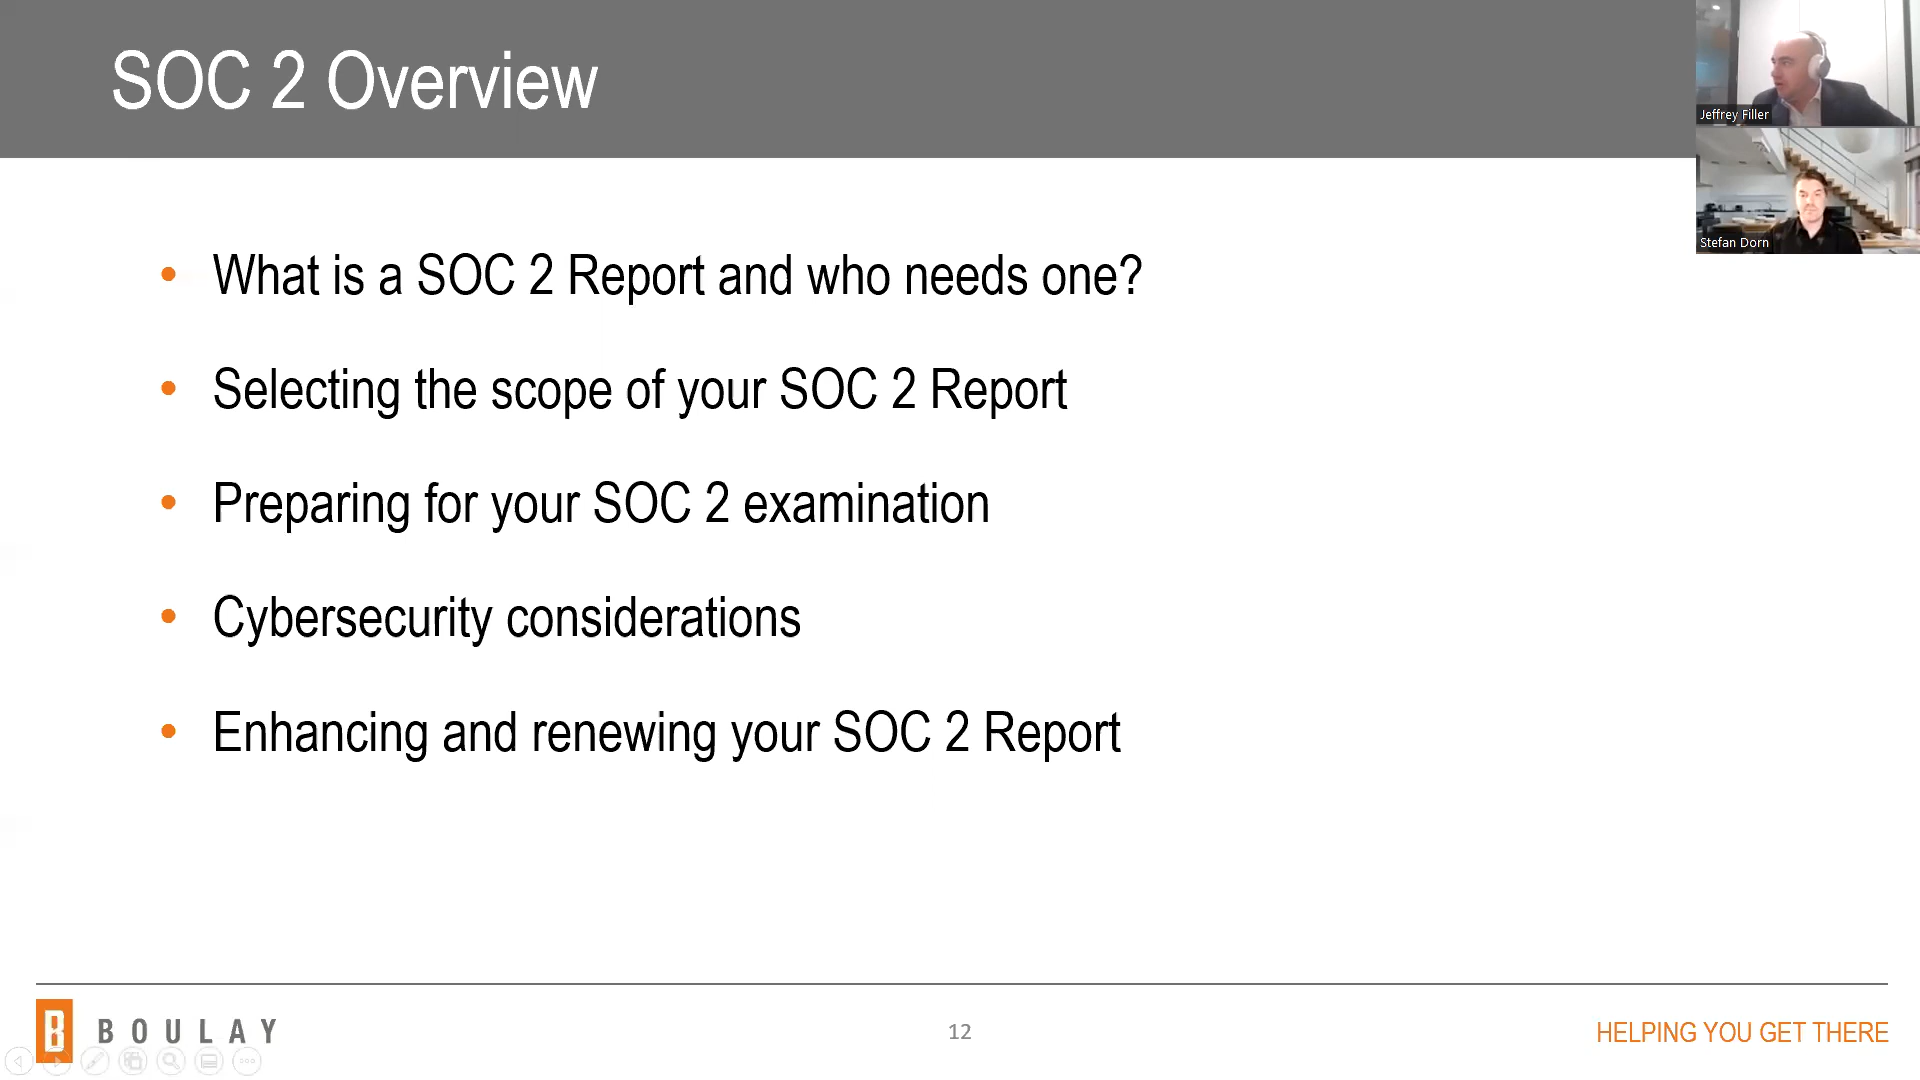 SOC 2 Overview
Jeffrey Filler
Stefan Dorn
• What is a SOC 2 Report and who needs one?
• Selecting the scope of your SOC 2 Report
• Preparing for your SOC 2 examination
• Cybersecurity considerations
• Enhancing and renewing your SOC 2 Report
B BOULAY
12
HELPING YOU GET THERE